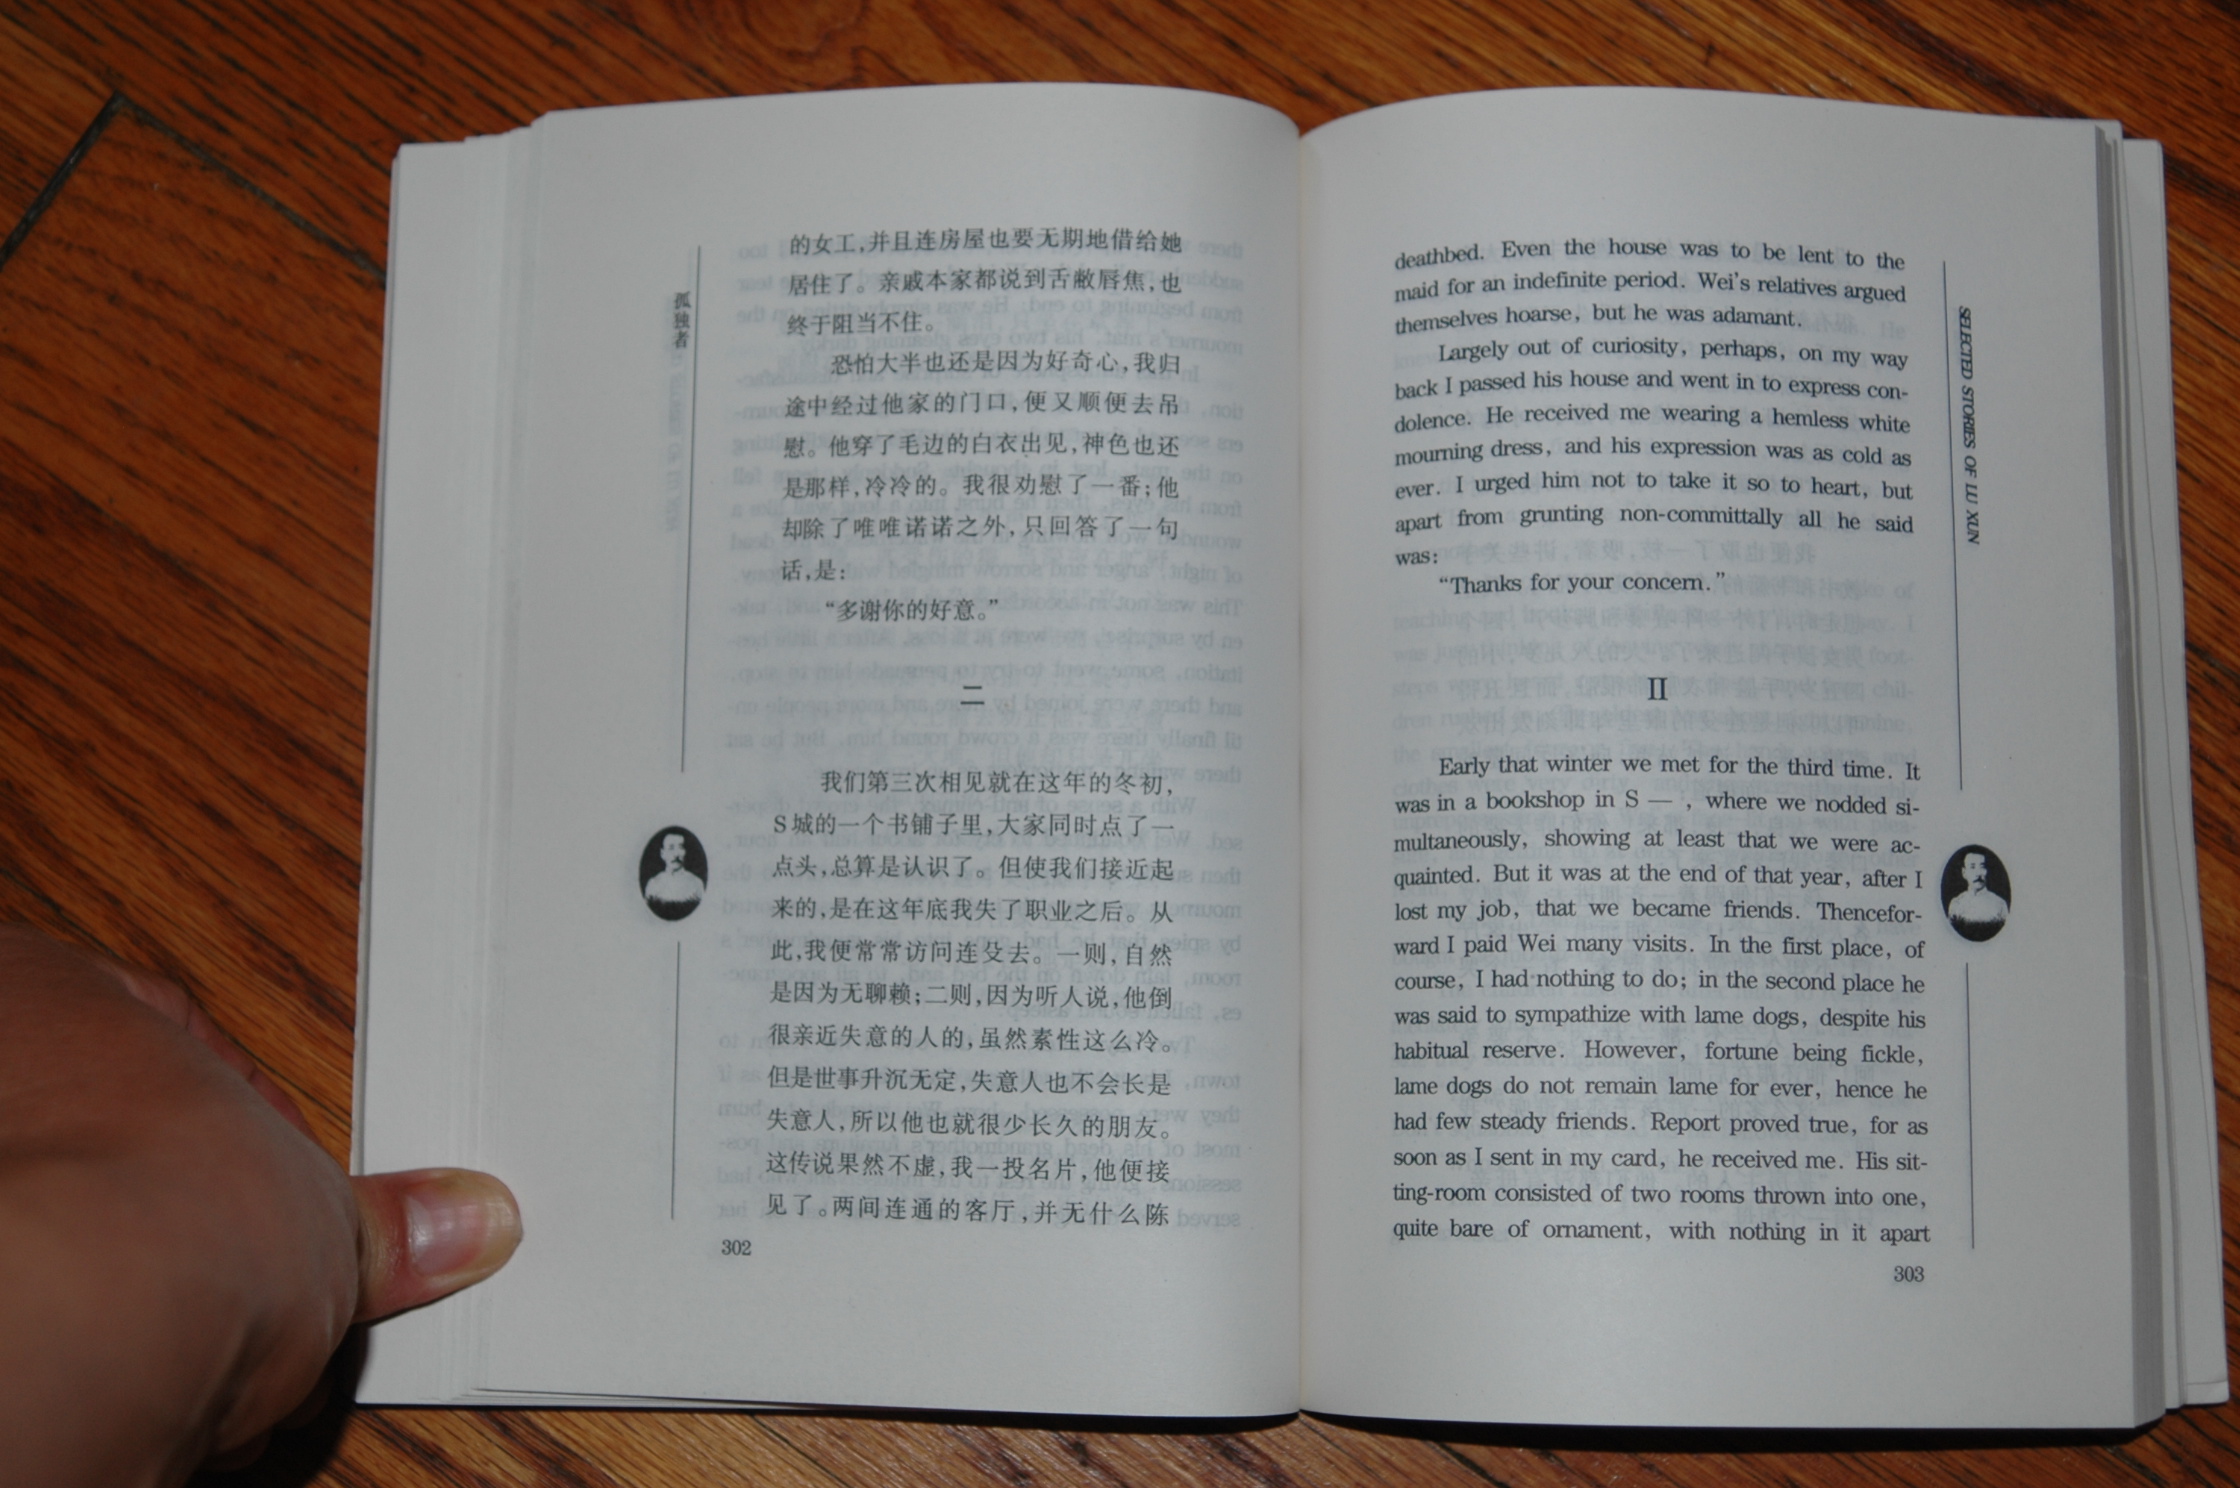 孤独者
的女工,并且连房屋也要无期地借给她
居住了。亲戚本家都说到舌敝唇焦,也
终于阻当不住。
恐怕大半也还是因为好奇心,我归
途中经过他家的门口,便又顺便去吊
慰。他穿了毛边的白衣出见,神色也还
是那样,冷冷的。我很劝慰了一番;他
却除了唯唯诺诺之外,只回答了一句
话,是:
“多谢你的好意。”
二
我们第三次相见就在这年的冬初,
S城的一个书铺子里,大家同时点了一
点头,总算是认识了。但使我们接近起
来的,是在这年底我失了职业之后。从
此,我便常常访问连殳去。一则,自然
是因为无聊赖;二则,因为听人说,他倒
很亲近失意的人的,虽然素性这么冷。
但是世事升沉无定,失意人也不会长是
失意人,所以他也就很少长久的朋友。
这传说果然不虚,我一投名片,他便接
见了。两间连通的客厅,并无什么陈
302
deathbed. Even the house was to be lent to the
maid for an indefinite period. Wei's relatives argued
themselves hoarse, but he was adamant.
Largely out of curiosity, perhaps, on my way
back I passed his house and went in to express con-
dolence. He received me wearing a hemless white
mourning dress, and his expression was as cold as
ever. I urged him not to take it so to heart, but
apart from grunting non-committally all he said
was:
“Thanks for your concern.”
II
Early that winter we met for the third time. It
was in a bookshop in S — , where we nodded si-
multaneously, showing at least that we were ac-
quainted. But it was at the end of that year, after I
lost my job, that we became friends. Thencefor-
ward I paid Wei many visits. In the first place, of
course, I had nothing to do; in the second place he
was said to sympathize with lame dogs, despite his
habitual reserve. However, fortune being fickle,
lame dogs do not remain lame for ever, hence he
had few steady friends. Report proved true, for as
soon as I sent in my card, he received me. His sit-
ting-room consisted of two rooms thrown into one,
quite bare of ornament, with nothing in it apart
303
SELECTED STORIES OF LU XUN